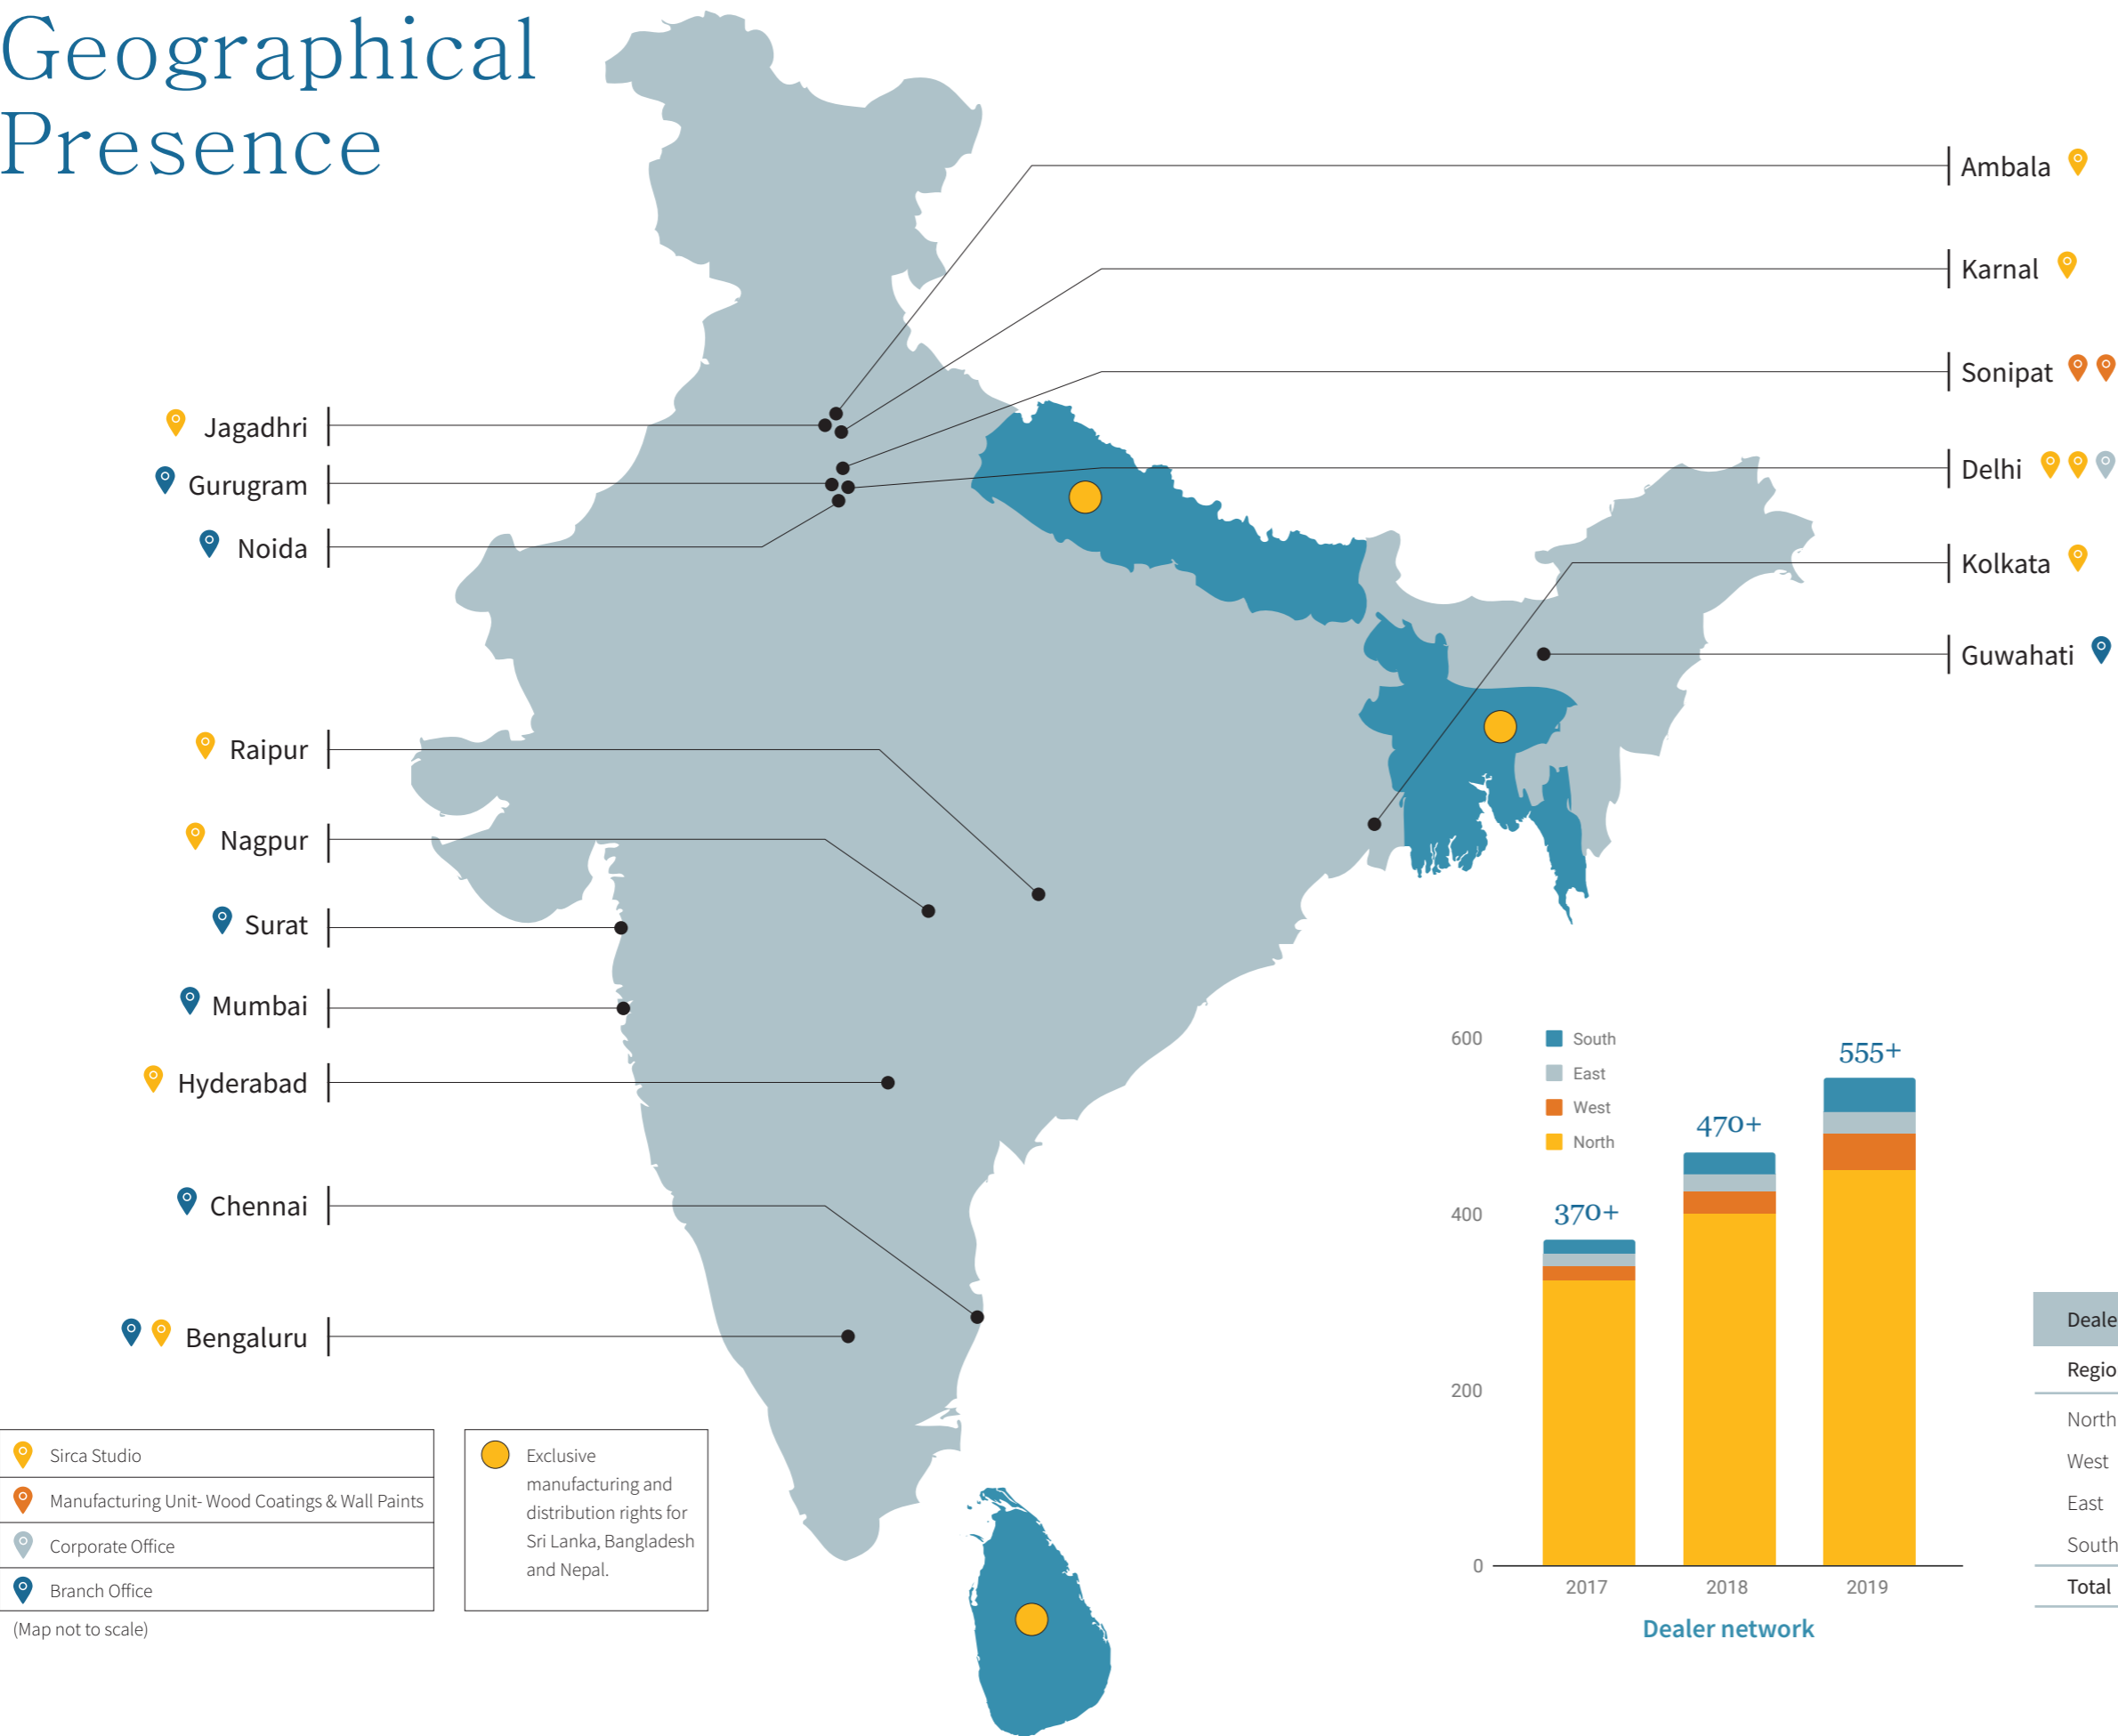 Geographical
Presence
Ambala
Karnal
Sonipat
Delhi
Kolkata
Guwahati
Jagadhri
Gurugram
Noida
Raipur
Nagpur
Surat
Mumbai
Hyderabad
Chennai
Bengaluru
Sirca Studio
Manufacturing Unit- Wood Coatings & Wall Paints
Corporate Office
Branch Office
(Map not to scale)
Exclusive
manufacturing and
distribution rights for
Sri Lanka, Bangladesh
and Nepal.
600
400
200
0
South
East
West
North
370+
470+
555+
2017
2018
2019
Dealer network
North
West
East
South
Total